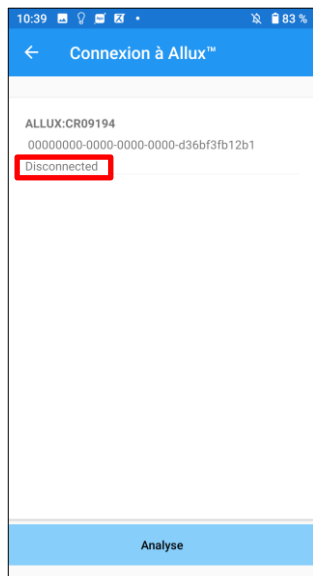 10:39 83 %
Connexion à Allux™
ALLUX:CR09194
00000000-0000-0000-0000-d36bf3fb12b1
Disconnected
Analyse